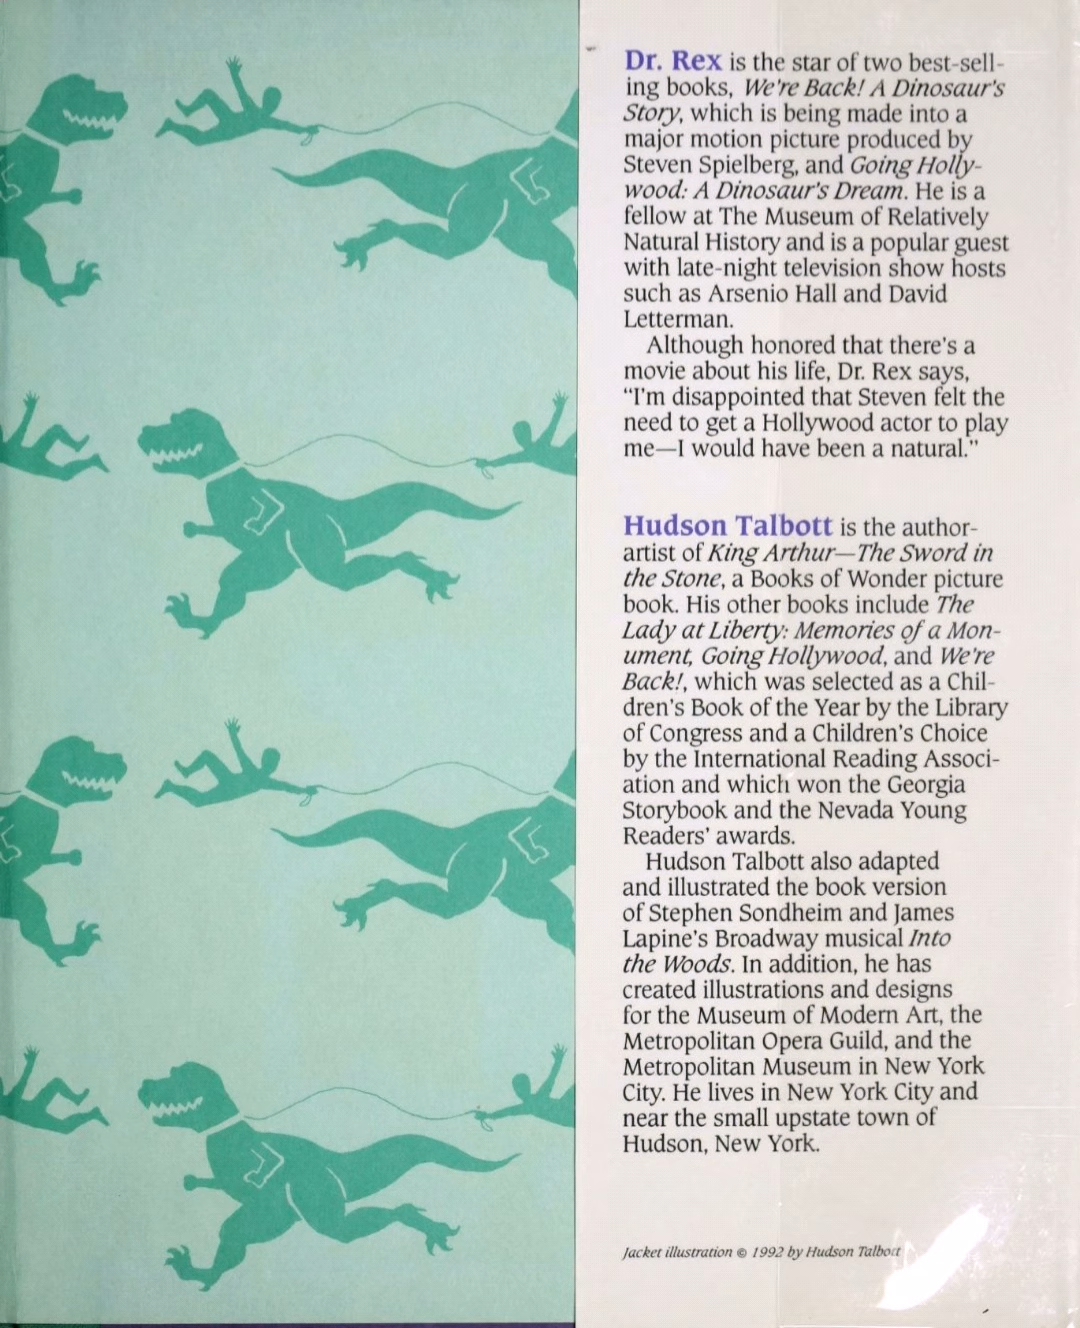 Dr. Rex is the star of two best-sell-
ing books, We're Back! A Dinosaur's
Story, which is being made into a
major motion picture produced by
Steven Spielberg, and Going Holly-
wood: A Dinosaur's Dream. He is a
fellow at The Museum of Relatively
Natural History and is a popular guest
with late-night television show hosts
such as Arsenio Hall and David
Letterman.
Although honored that there's a
movie about his life, Dr. Rex says,
“I'm disappointed that Steven felt the
need to get a Hollywood actor to play
me—I would have been a natural.”
Hudson Talbott is the author-
artist of King Arthur—The Sword in
the Stone, a Books of Wonder picture
book. His other books include The
Lady at Liberty: Memories of a Mon-
ument, Going Hollywood, and We're
Back!, which was selected as a Chil-
dren's Book of the Year by the Library
of Congress and a Children's Choice
by the International Reading Associ-
ation and which won the Georgia
Storybook and the Nevada Young
Readers' awards.
Hudson Talbott also adapted
and illustrated the book version
of Stephen Sondheim and James
Lapine's Broadway musical Into
the Woods. In addition, he has
created illustrations and designs
for the Museum of Modern Art, the
Metropolitan Opera Guild, and the
Metropolitan Museum in New York
City. He lives in New York City and
near the small upstate town of
Hudson, New York.
Jacket illustration © 1992 by Hudson Talbott